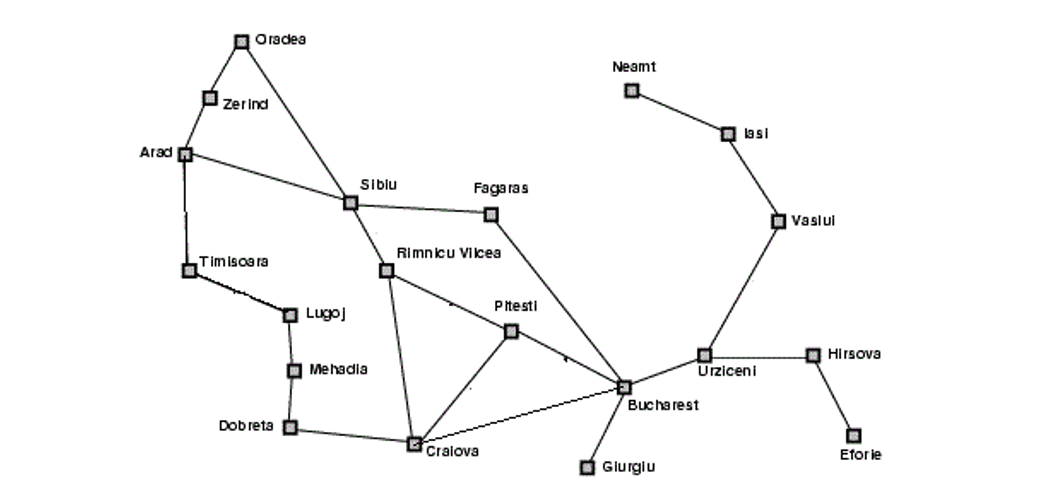 Oradea
Neamt
Zerind
Iasi
Arad
Sibiu
Fagaras
Vaslui
Rimnicu Vilcea
Timisoara
Pitesti
Lugoj
Hirsova
Mehadia
Urziceni
Bucharest
Dobreta
Craiova
Eforie
Giurgiu